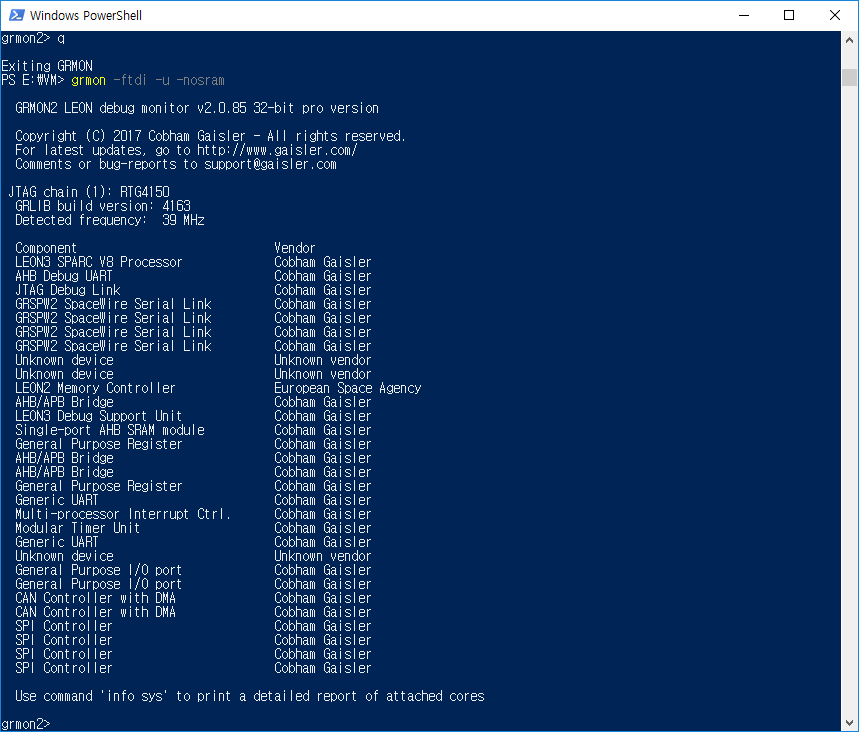 Windows PowerShell
grmon2> q
Exiting GRMON
PS E:₩VM> grmon -ftdi -u -nosram
GRMON2 LEON debug monitor v2.0.85 32-bit pro version
Copyright (C) 2017 Cobham Gaisler - All rights reserved.
For latest updates, go to http://www.gaisler.com/
Comments or bug-reports to support@gaisler.com
JTAG chain (1): RTG4150
GRLIB build version: 4163
Detected frequency:  39 MHz
Component Vendor
LEON3 SPARC V8 Processor Cobham Gaisler
AHB Debug UART Cobham Gaisler
JTAG Debug Link Cobham Gaisler
GRSPW2 SpaceWire Serial Link Cobham Gaisler
GRSPW2 SpaceWire Serial Link Cobham Gaisler
GRSPW2 SpaceWire Serial Link Cobham Gaisler
GRSPW2 SpaceWire Serial Link Cobham Gaisler
Unknown device Unknown vendor
Unknown device Unknown vendor
LEON2 Memory Controller European Space Agency
AHB/APB Bridge Cobham Gaisler
LEON3 Debug Support Unit Cobham Gaisler
Single-port AHB SRAM module Cobham Gaisler
General Purpose Register Cobham Gaisler
AHB/APB Bridge Cobham Gaisler
AHB/APB Bridge Cobham Gaisler
General Purpose Register Cobham Gaisler
Generic UART Cobham Gaisler
Multi-processor Interrupt Ctrl. Cobham Gaisler
Modular Timer Unit Cobham Gaisler
Generic UART Cobham Gaisler
Unknown device Unknown vendor
General Purpose I/O port Cobham Gaisler
General Purpose I/O port Cobham Gaisler
CAN Controller with DMA Cobham Gaisler
CAN Controller with DMA Cobham Gaisler
SPI Controller Cobham Gaisler
SPI Controller Cobham Gaisler
SPI Controller Cobham Gaisler
SPI Controller Cobham Gaisler
Use command 'info sys' to print a detailed report of attached cores
grmon2>